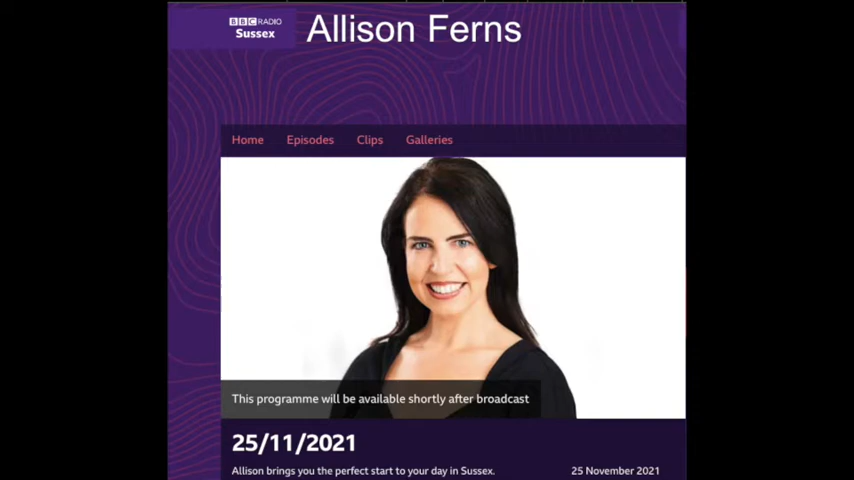 BBC RADIO
Sussex
Allison Ferns
Home Episodes Clips Galleries
This programme will be available shortly after broadcast
25/11/2021
Allison brings you the perfect start to your day in Sussex. 25 November 2021